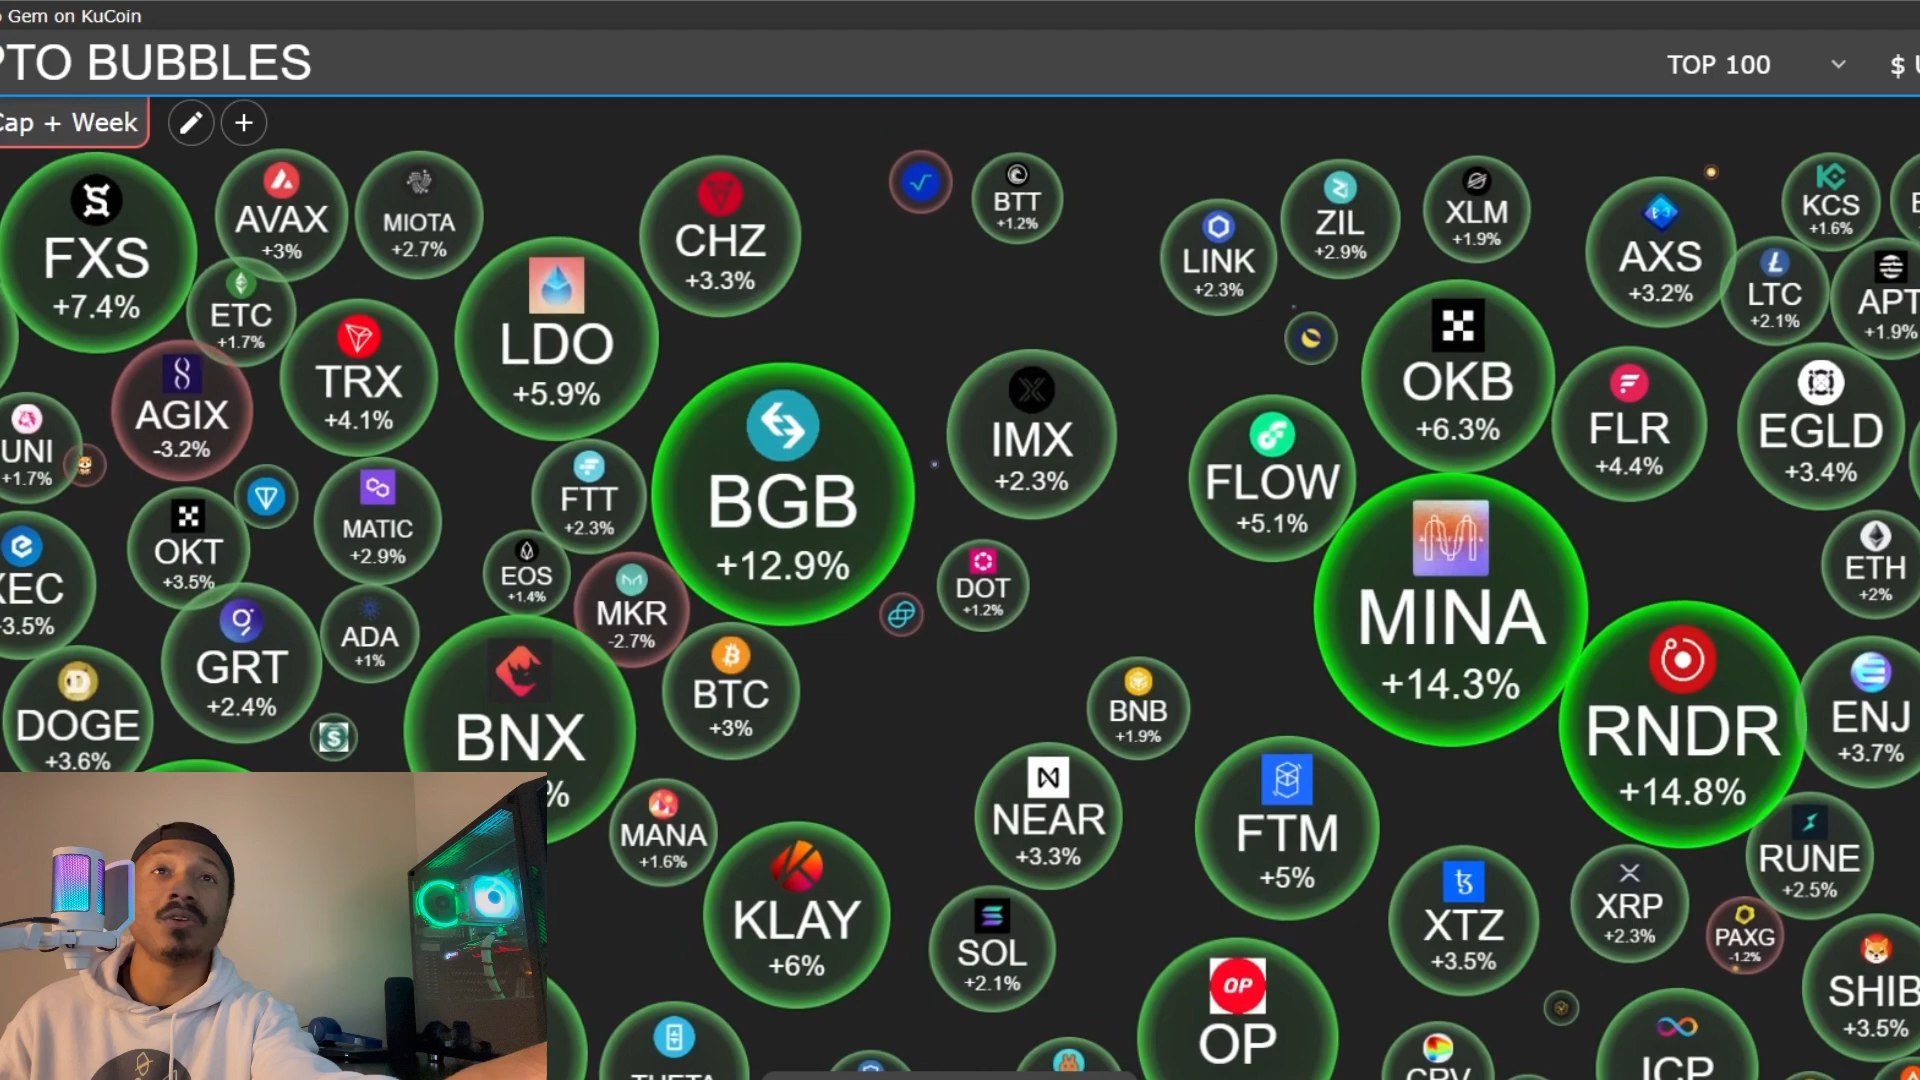 Gem on KuCoin
PTO BUBBLES
TOP 100
$
Cap + Week
FXS
+7.4%
AVAX
+3%
MIOTA
+2.7%
CHZ
+3.3%
BTT
+1.2%
LINK
+2.3%
ZIL
+2.9%
XLM
+1.9%
AXS
+3.2%
KCS
+1.6%
LTC
+2.1%
APT
+1.9%
ETC
+1.7%
TRX
+4.1%
LDO
+5.9%
AGIX
-3.2%
UNI
+1.7%
BGB
+12.9%
IMX
+2.3%
OKB
+6.3%
FLOW
+5.1%
FLR
+4.4%
EGLD
+3.4%
FTT
+2.3%
MATIC
+2.9%
OKT
+3.5%
XEC
3.5%
EOS
+1.4%
MKR
-2.7%
DOT
+1.2%
MINA
+14.3%
ETH
+2%
ADA
+1%
GRT
+2.4%
DOGE
+3.6%
BNX
%
BTC
+3%
BNB
+1.9%
RNDR
+14.8%
ENJ
+3.7%
MANA
+1.6%
NEAR
+3.3%
FTM
+5%
RUNE
+2.5%
KLAY
+6%
SOL
+2.1%
XTZ
+3.5%
XRP
+2.3%
PAXG
-1.2%
SHIB
+3.5%
OP
OP
THETA
CRV
ICP